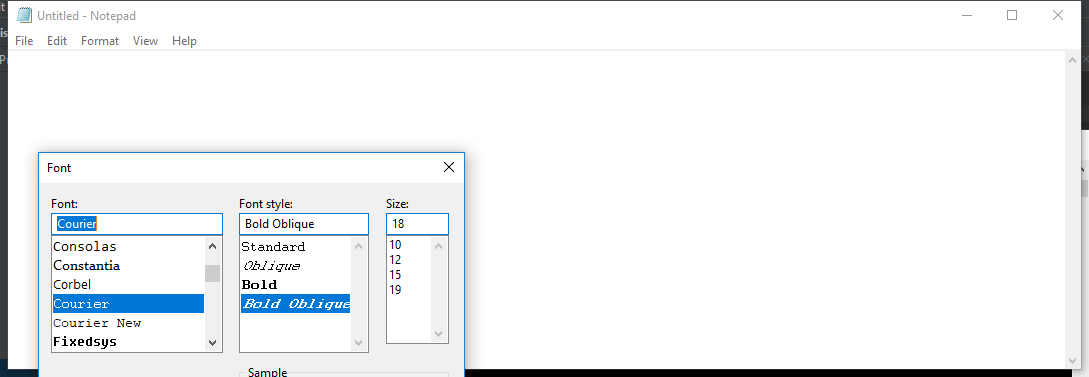 Untitled - Notepad
File Edit Format View Help
Font
Font: Font style: Size:
Courier Bold Oblique 18
Consolas
Constantia
Corbel
Courier
Courier New
Fixedsys
Standard
Oblique
Bold
Bold Oblique
10
12
15
19
Sample